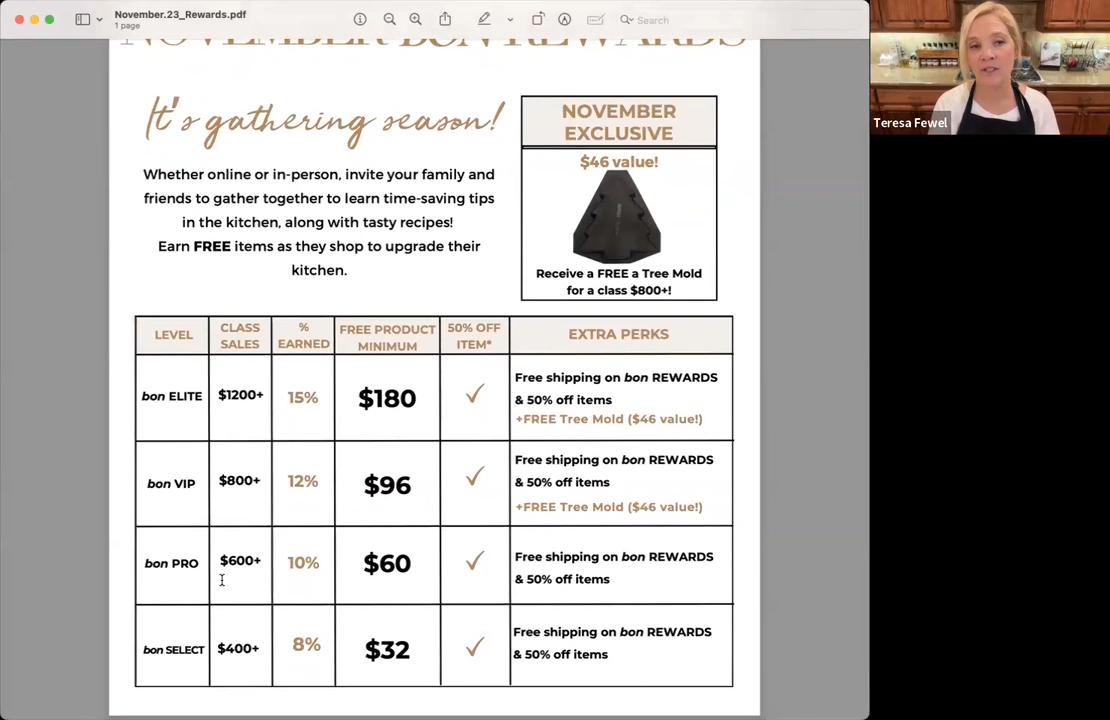 November.23_Rewards.pdf
1 page
Search
NOVEMBER BON REWARDS
It's gathering season!
Whether online or in-person, invite your family and
friends to gather together to learn time-saving tips
in the kitchen, along with tasty recipes!
Earn FREE items as they shop to upgrade their
kitchen.
NOVEMBER
EXCLUSIVE
$46 value!
Receive a FREE a Tree Mold
for a class $800+!
LEVEL
CLASS
SALES
%
EARNED
FREE PRODUCT
MINIMUM
50% OFF
ITEM*
EXTRA PERKS
bon ELITE
$1200+
15%
$180
✓
Free shipping on bon REWARDS
& 50% off items
+FREE Tree Mold ($46 value!)
bon VIP
$800+
12%
$96
✓
Free shipping on bon REWARDS
& 50% off items
+FREE Tree Mold ($46 value!)
bon PRO
$600+
10%
$60
✓
Free shipping on bon REWARDS
& 50% off items
bon SELECT
$400+
8%
$32
✓
Free shipping on bon REWARDS
& 50% off items
Teresa Fewel